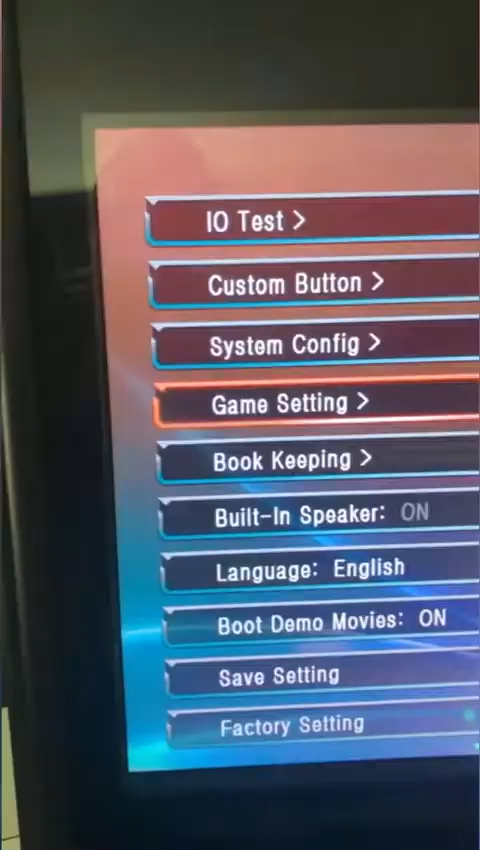 IO Test >
Custom Button >
System Config >
Game Setting >
Book Keeping >
Built-In Speaker: ON
Language: English
Boot Demo Movies: ON
Save Setting
Factory Setting